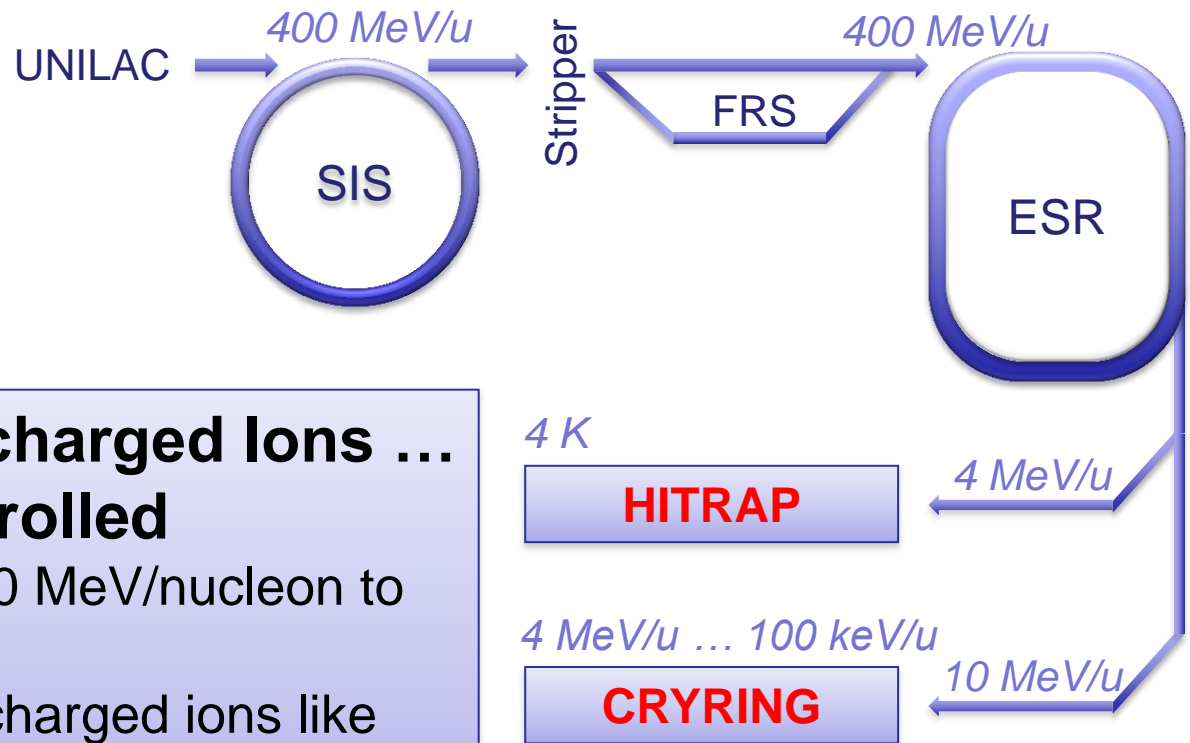 400 MeV/u
400 MeV/u
UNILAC
Stripper
FRS
SIS
ESR
charged Ions …
rolled
0 MeV/nucleon to
charged ions like
4 K
HITRAP
4 MeV/u
4 MeV/u … 100 keV/u
CRYRING
10 MeV/u